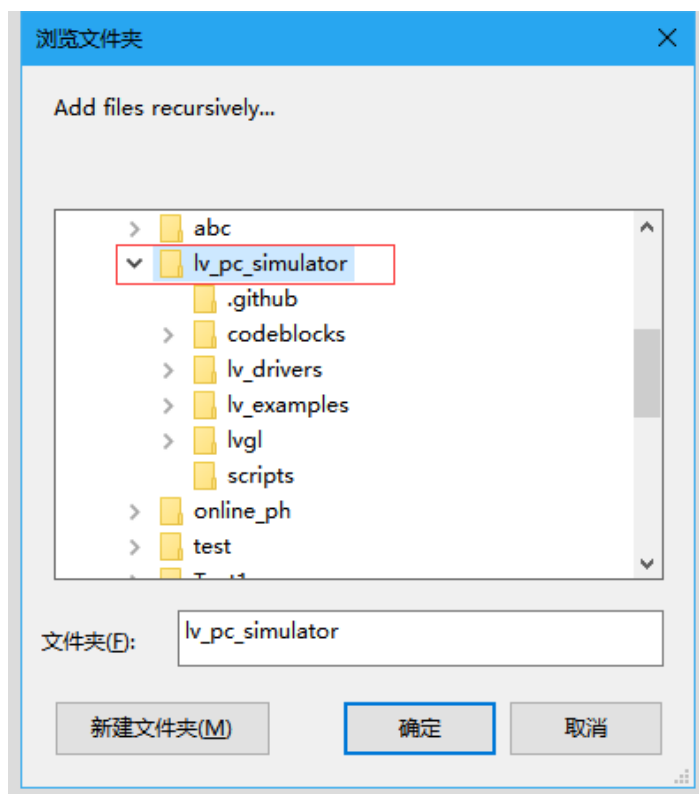 浏览文件夹
Add files recursively...
abc
lv_pc_simulator
.github
codeblocks
lv_drivers
lv_examples
lvgl
scripts
online_ph
test
文件夹(F):
lv_pc_simulator
新建文件夹(M)
确定
取消